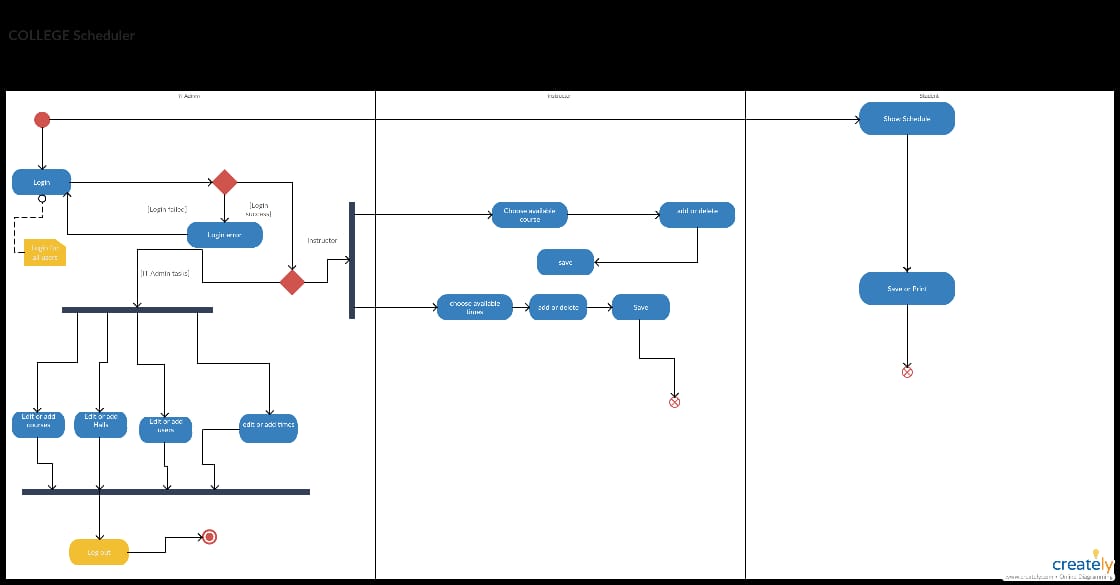 COLLEGE Scheduler
IT Admin
Instructor
Student
Show Schedule
Login
[Login failed]
[Login
success]
Login error
Login for
all users
Instructor
[IT Admin tasks]
Choose available
course
add or delete
save
choose available
times
add or delete
Save
Save or Print
Edit or add
courses
Edit or add
Halls
Edit or add
users
edit or add times
Log out
creately
www.creately.com • Online Diagramming